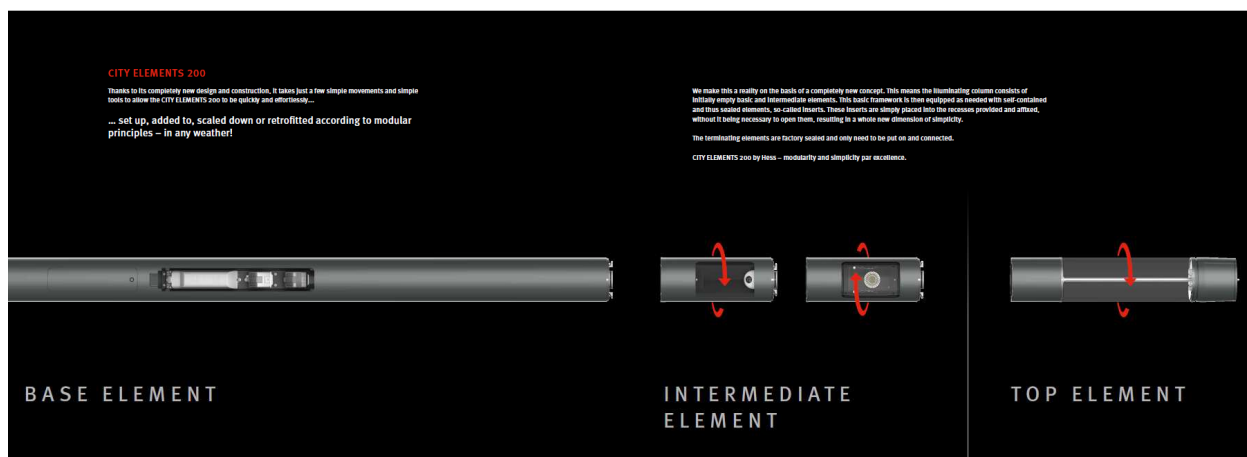 CITY ELEMENTS 200
Thanks to its completely new design and construction, it takes just a few simple movements and simple
tools to allow the CITY ELEMENTS 200 to be quickly and effortlessly...
... set up, added to, scaled down or retrofitted according to modular
principles – in any weather!
We make this a reality on the basis of a completely new concept. This means the illuminating column consists of
initially empty basic and intermediate elements. This basic framework is then equipped as needed with self-contained
and thus sealed elements, so-called inserts. These inserts are simply placed into the recesses provided and affixed,
without it being necessary to open them, resulting in a whole new dimension of simplicity.
The terminating elements are factory sealed and only need to be put on and connected.
CITY ELEMENTS 200 by Hess – modularity and simplicity par excellence.
BASE ELEMENT
INTERMEDIATE
ELEMENT
TOP ELEMENT